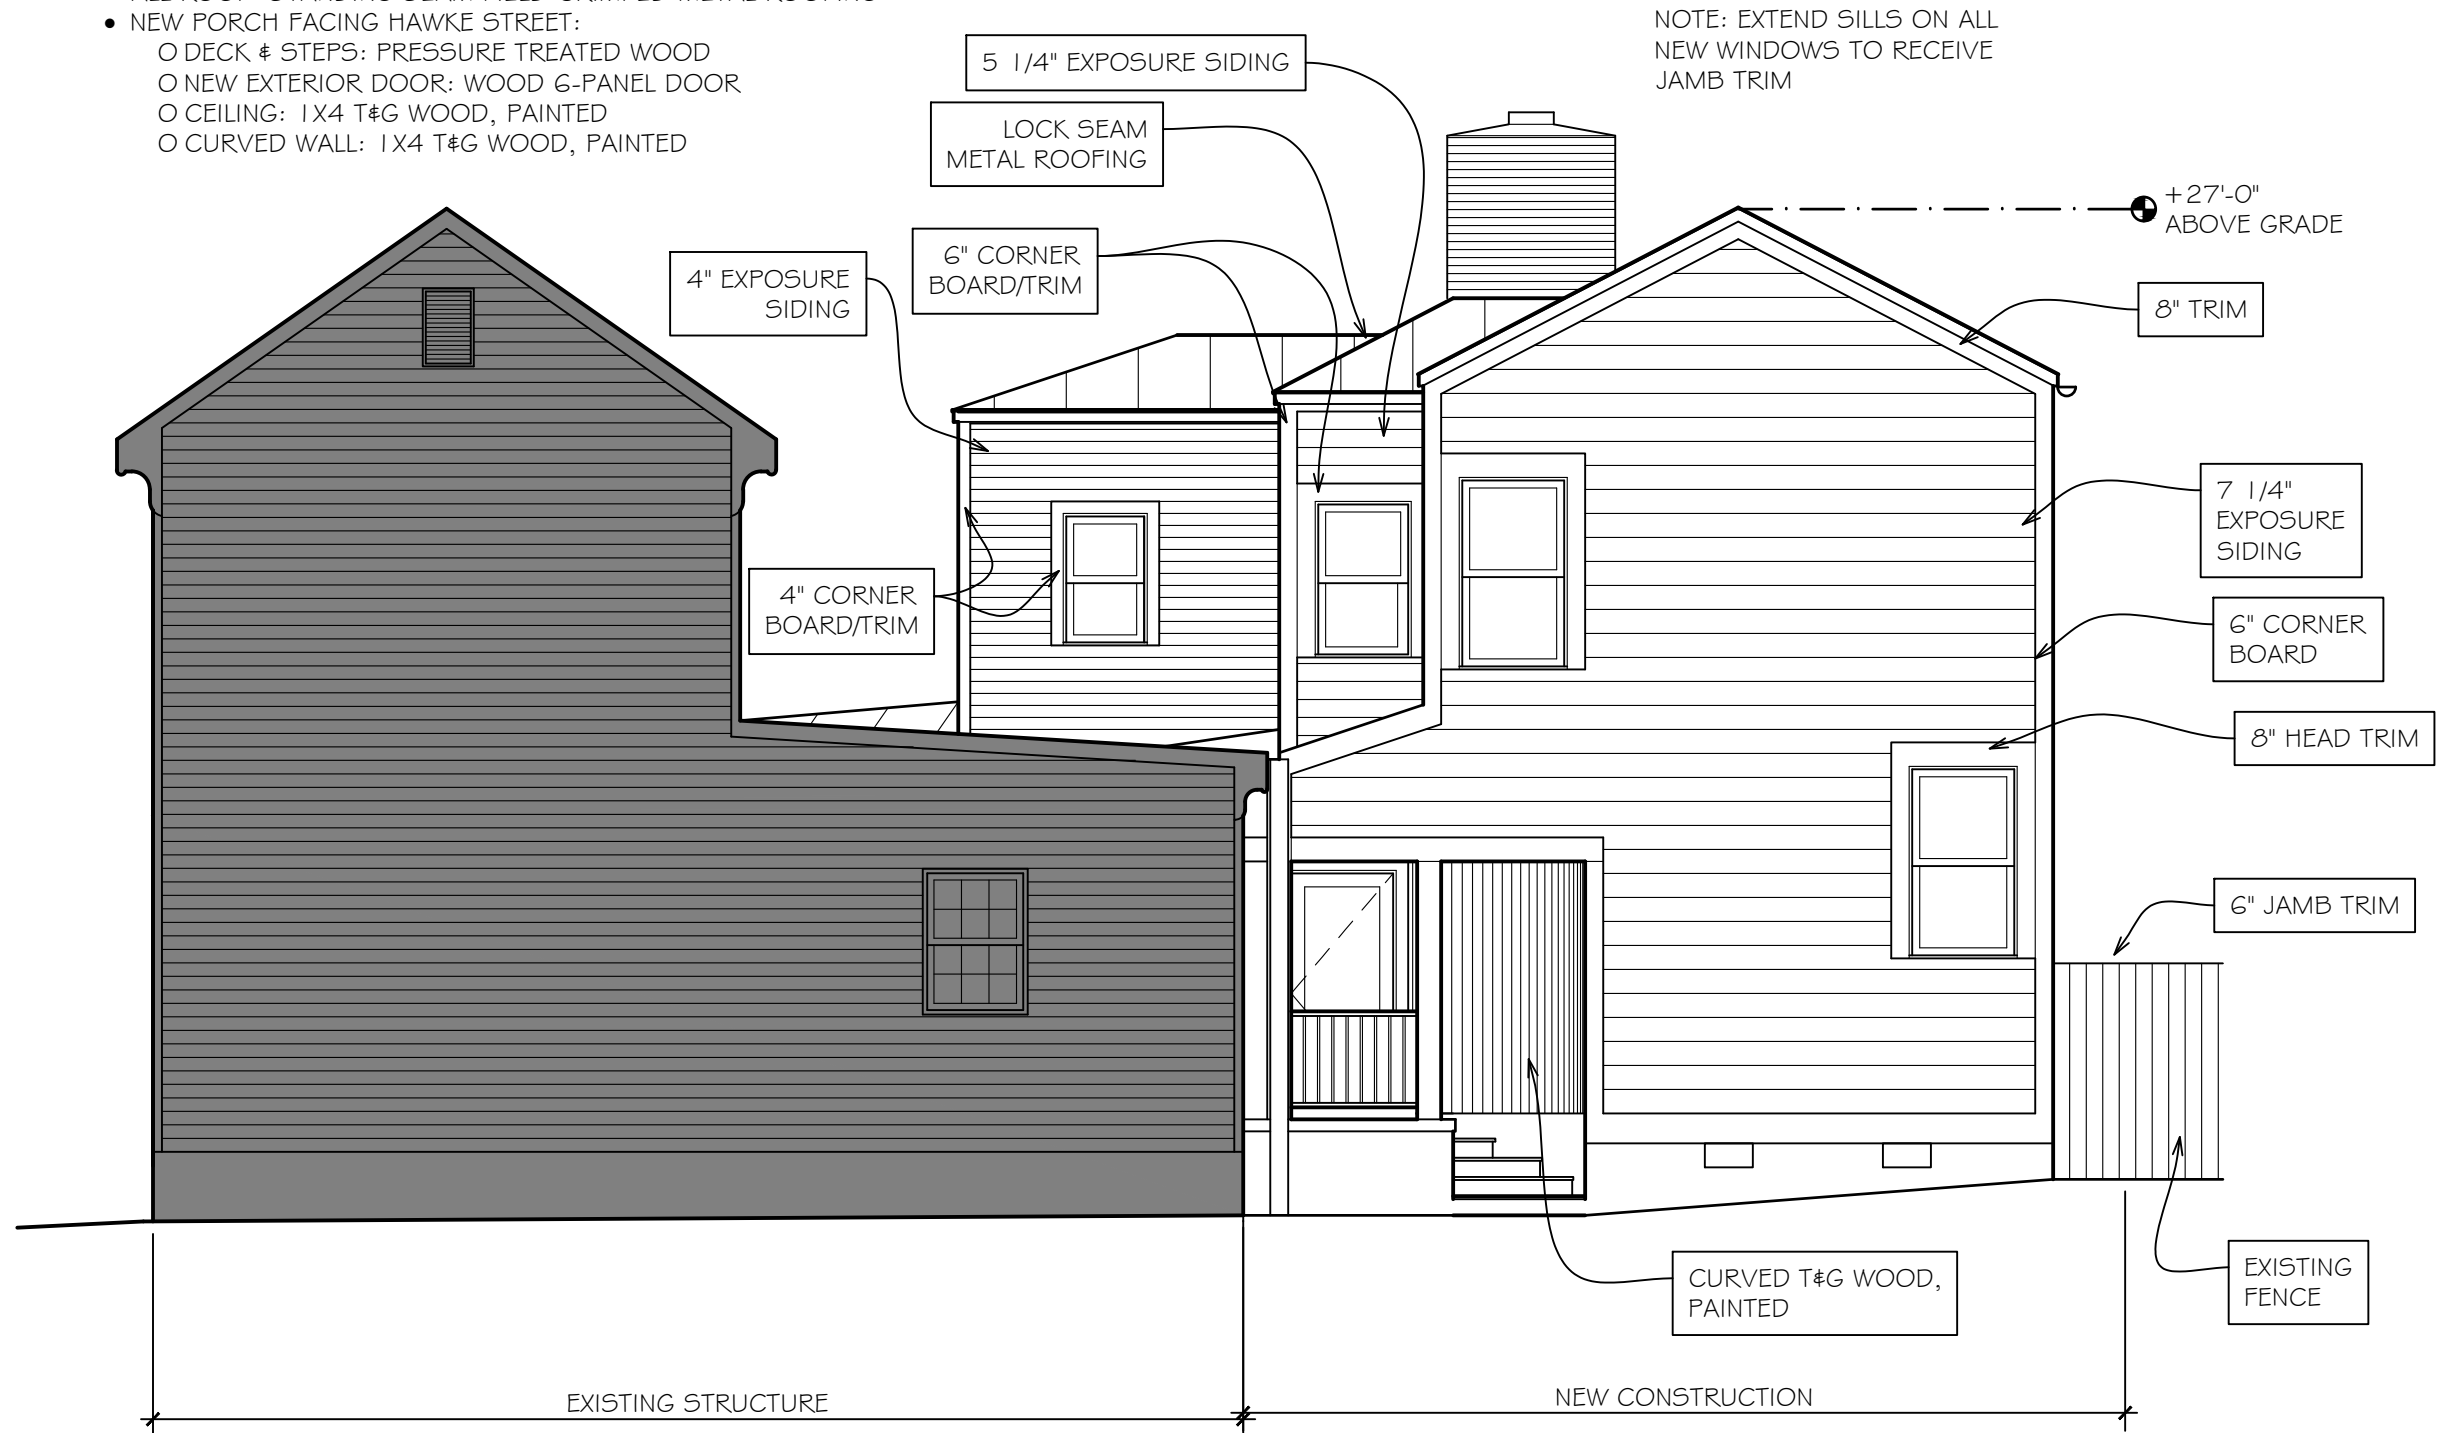 • NEW PORCH FACING HAWKE STREET:
O DECK & STEPS: PRESSURE TREATED WOOD
O NEW EXTERIOR DOOR: WOOD 6-PANEL DOOR
O CEILING: 1X4 T&G WOOD, PAINTED
O CURVED WALL: 1X4 T&G WOOD, PAINTED
NOTE: EXTEND SILLS ON ALL
NEW WINDOWS TO RECEIVE
JAMB TRIM
5 1/4" EXPOSURE SIDING
LOCK SEAM
METAL ROOFING
6" CORNER
BOARD/TRIM
4" EXPOSURE
SIDING
+27'-0"
ABOVE GRADE
8" TRIM
7 1/4"
EXPOSURE
SIDING
4" CORNER
BOARD/TRIM
6" CORNER
BOARD
8" HEAD TRIM
6" JAMB TRIM
CURVED T&G WOOD,
PAINTED
EXISTING
FENCE
EXISTING STRUCTURE
NEW CONSTRUCTION